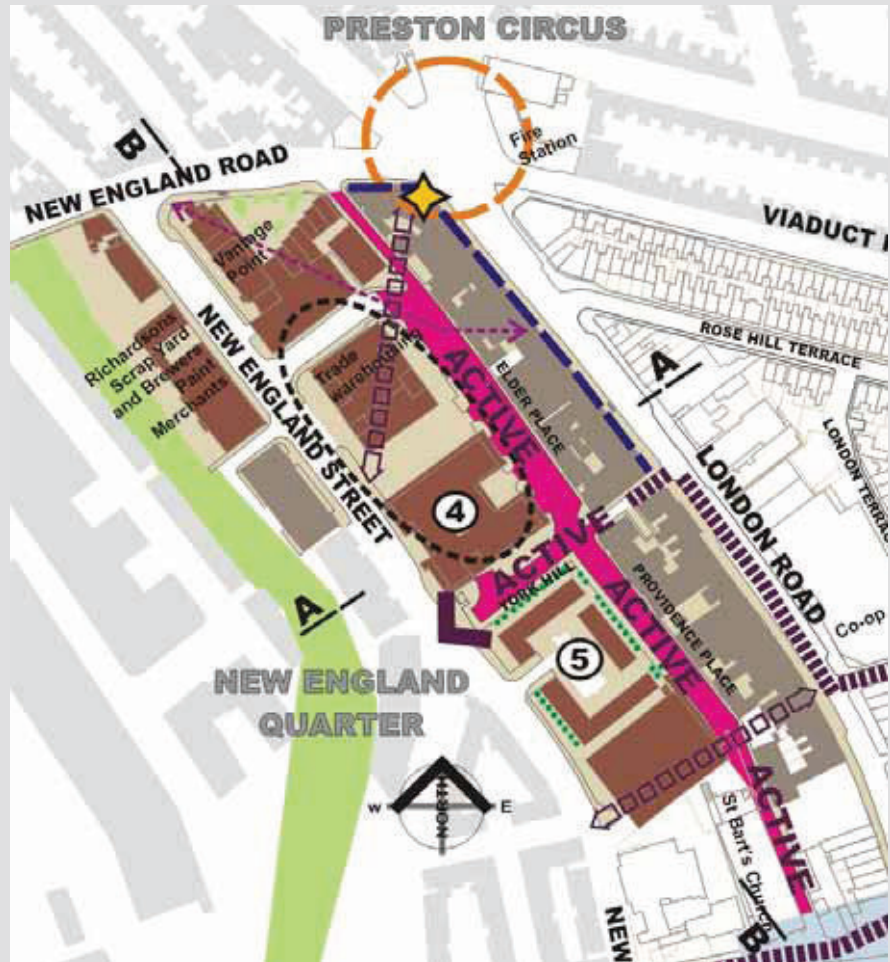 PRESTON CIRCUS
Fire
Station
B
NEW ENGLAND ROAD
VIADUCT
Vantage
Point
ROSE HILL TERRACE
Richardsons
Scrap Yard
and Brewers
Paint
Merchants
NEW ENGLAND STREET
Trade
warehousing
ACTIVE
ELDER PLACE
A
LONDON ROAD
LONDON TERRAC
4
ACTIVE
YORK HILL
ACTIVE
PROVIDENCE PLACE
Co-op
A
5
NEW ENGLAND
QUARTER
W
E
NORTH
ACTIVE
St Bart's Church
NEW
B